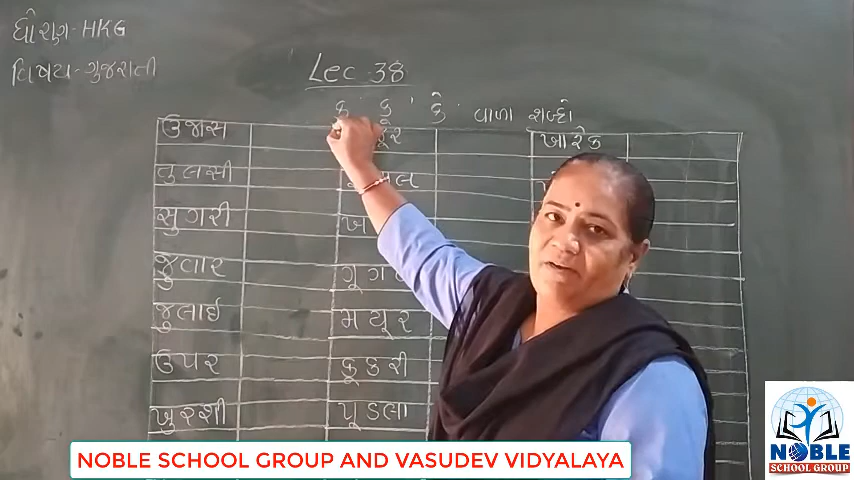 ધોરણ - HKG
વિષય - ગુજરાતી
Lec 38
કુ ' કૂ ' કે ' વાળા શબ્દો
ઉજાસ ખારેક
તુલસી
સુગરી
જુવાર
જુલાઈ મયૂર
ઉપર કૂકરી
ખુરશી પૂડલા
NOBLE SCHOOL GROUP AND VASUDEV VIDYALAYA
NOBLE
SCHOOL GROUP